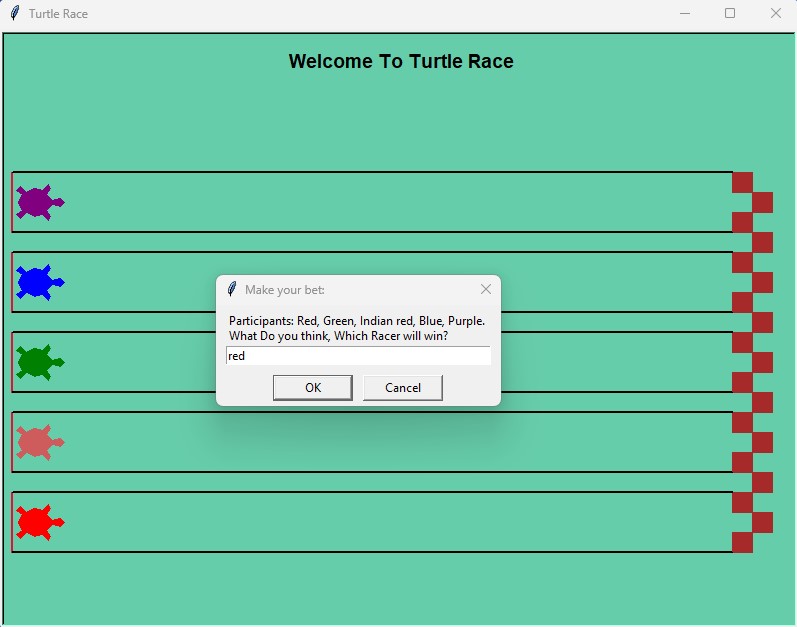 Turtle Race
Welcome To Turtle Race
Make your bet:
Participants: Red, Green, Indian red, Blue, Purple.
What Do you think, Which Racer will win?
red
OK
Cancel